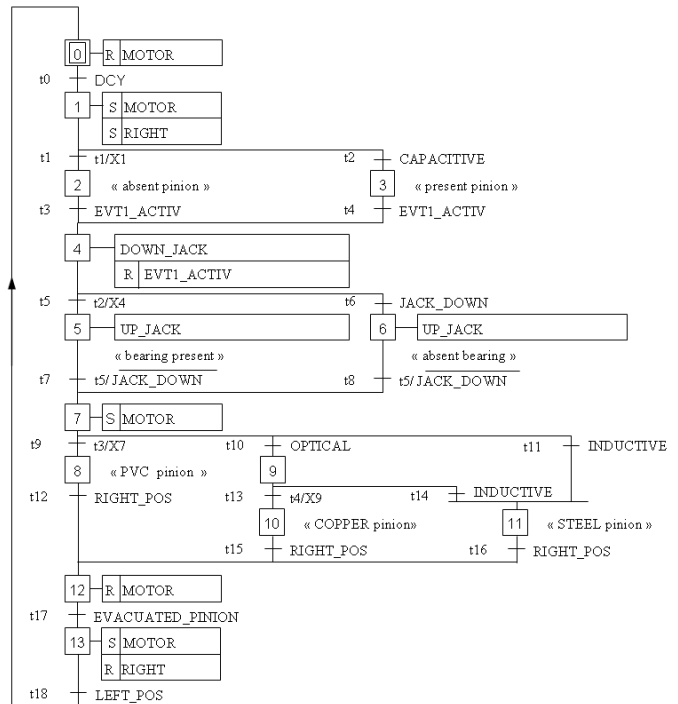 0 R MOTOR
t0 DCY
1 S MOTOR
S RIGHT
t1 t1/X1 t2 CAPACITIVE
2 « absent pinion » 3 « present pinion »
t3 EVT1_ACTIV t4 EVT1_ACTIV
4 DOWN_JACK
R EVT1_ACTIV
t5 t2/X4 t6 JACK_DOWN
5 UP_JACK 6 UP_JACK
« bearing present » « absent bearing »
t7 t5/JACK_DOWN t8 t5/JACK_DOWN
7 S MOTOR
t9 t3/X7 t10 OPTICAL t11 INDUCTIVE
8 « PVC pinion » 9
t12 RIGHT_POS t13 t4/X9 t14 INDUCTIVE
10 « COPPER pinion» 11 « STEEL pinion »
t15 RIGHT_POS t16 RIGHT_POS
12 R MOTOR
t17 EVACUATED_PINION
13 S MOTOR
R RIGHT
t18 LEFT_POS